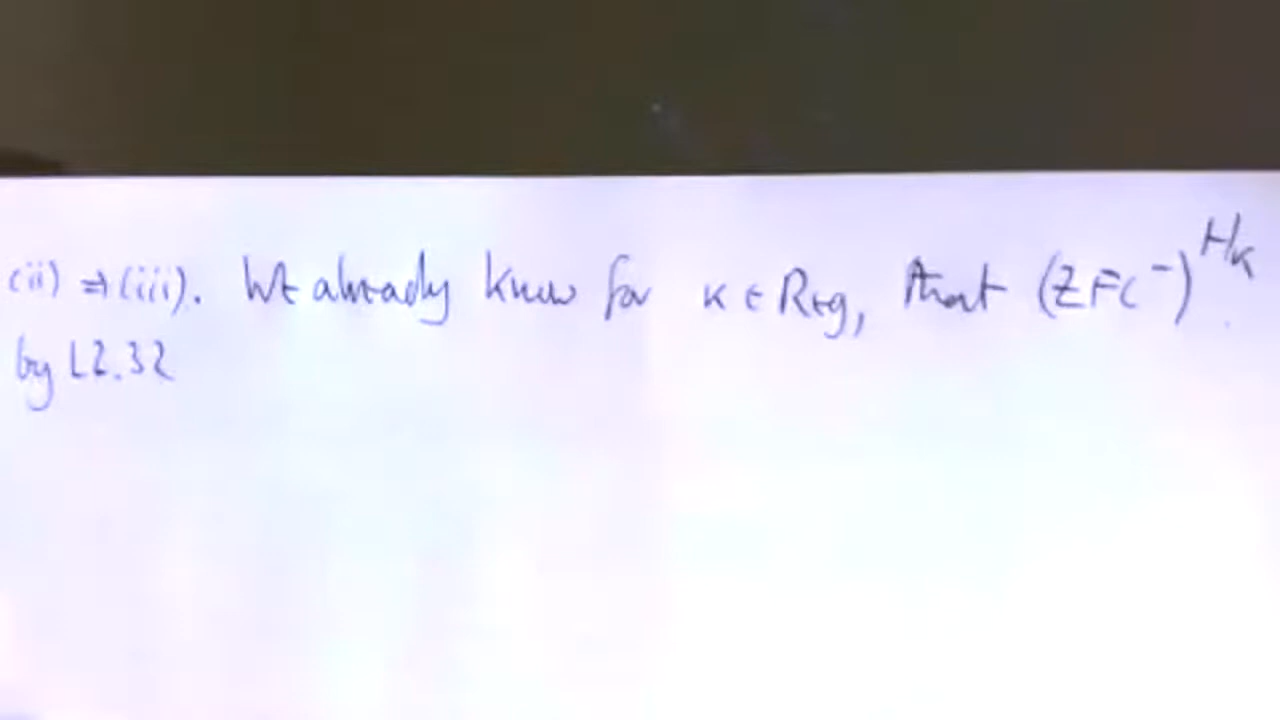 (ii) ⇒ (iii). We already know for κ ∈ Reg, that (ZFC⁻)^{H_κ}
by L2.32